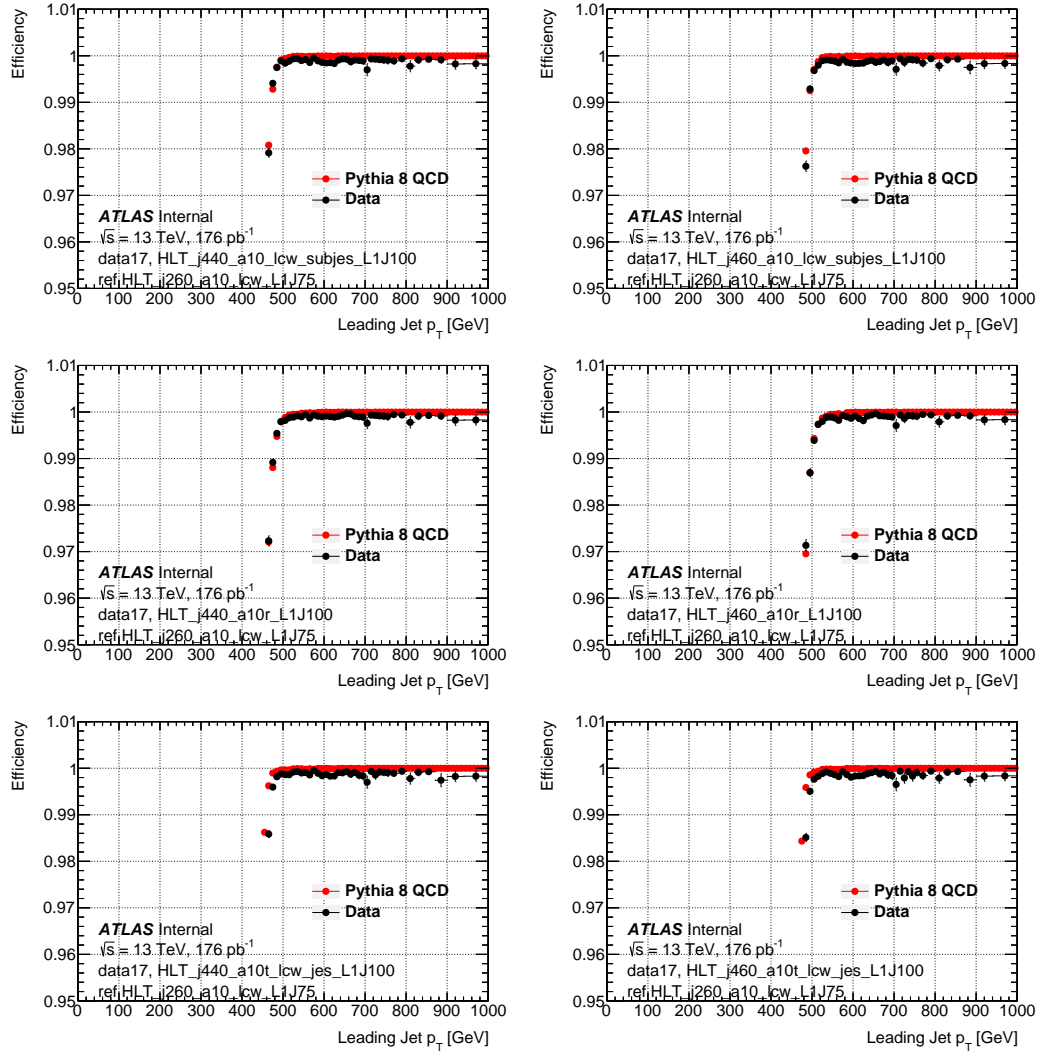 Efficiency
1.01
1
0.99
0.98
0.97
0.96
0.95
Pythia 8 QCD
Data
ATLAS Internal
√s = 13 TeV, 176 pb-1
data17, HLT_j440_a10_lcw_subjes_L1J100
ref HLT_j260_a10_lcw_L1J75
0 100 200 300 400 500 600 700 800 900 1000
Leading Jet pT [GeV]
Efficiency
1.01
1
0.99
0.98
0.97
0.96
0.95
Pythia 8 QCD
Data
ATLAS Internal
√s = 13 TeV, 176 pb-1
data17, HLT_j460_a10_lcw_subjes_L1J100
ref HLT_j260_a10_lcw_L1J75
0 100 200 300 400 500 600 700 800 900 1000
Leading Jet pT [GeV]
Efficiency
1.01
1
0.99
0.98
0.97
0.96
0.95
Pythia 8 QCD
Data
ATLAS Internal
√s = 13 TeV, 176 pb-1
data17, HLT_j440_a10r_L1J100
ref HLT_j260_a10_lcw_L1J75
0 100 200 300 400 500 600 700 800 900 1000
Leading Jet pT [GeV]
Efficiency
1.01
1
0.99
0.98
0.97
0.96
0.95
Pythia 8 QCD
Data
ATLAS Internal
√s = 13 TeV, 176 pb-1
data17, HLT_j460_a10r_L1J100
ref HLT_j260_a10_lcw_L1J75
0 100 200 300 400 500 600 700 800 900 1000
Leading Jet pT [GeV]
Efficiency
1.01
1
0.99
0.98
0.97
0.96
0.95
Pythia 8 QCD
Data
ATLAS Internal
√s = 13 TeV, 176 pb-1
data17, HLT_j440_a10t_lcw_jes_L1J100
ref HLT_j260_a10_lcw_L1J75
0 100 200 300 400 500 600 700 800 900 1000
Leading Jet pT [GeV]
Efficiency
1.01
1
0.99
0.98
0.97
0.96
0.95
Pythia 8 QCD
Data
ATLAS Internal
√s = 13 TeV, 176 pb-1
data17, HLT_j460_a10t_lcw_jes_L1J100
ref HLT_j260_a10_lcw_L1J75
0 100 200 300 400 500 600 700 800 900 1000
Leading Jet pT [GeV]